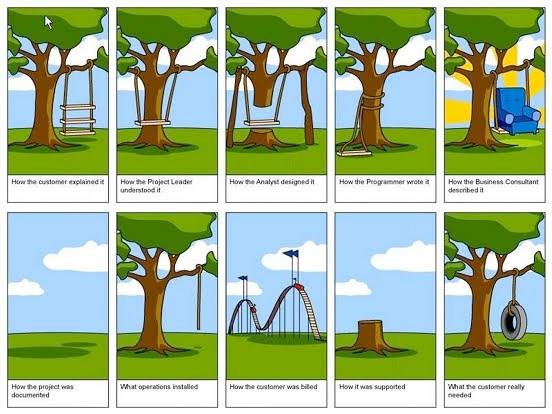 How the customer explained it
How the Project Leader
understood it
How the Analyst designed it
How the Programmer wrote it
How the Business Consultant
described it
How the project was
documented
What operations installed
How the customer was billed
How it was supported
What the customer really
needed